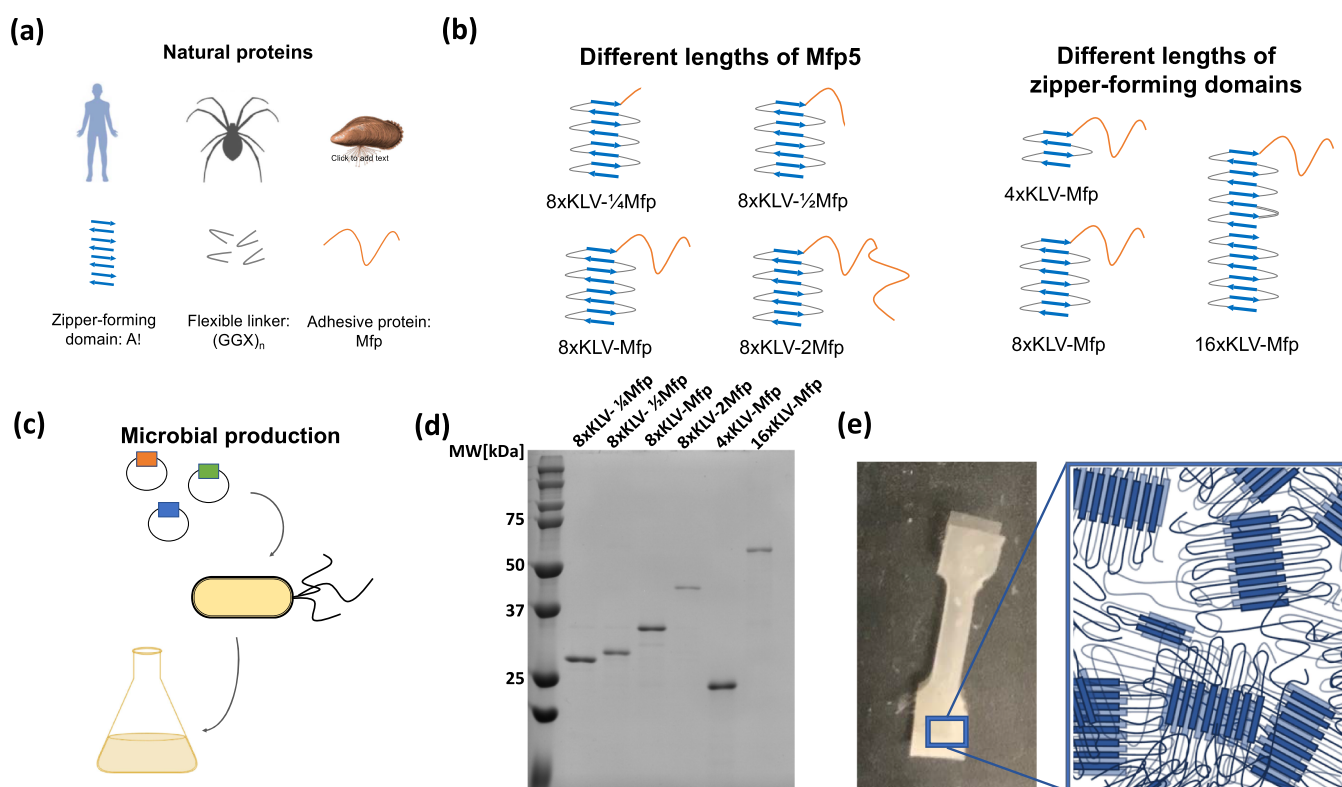 (a)
Natural proteins
Click to add text
Zipper-forming
domain: A!
Flexible linker:
(GGX)n
Adhesive protein:
Mfp
(b)
Different lengths of Mfp5
8xKLV-¼Mfp
8xKLV-½Mfp
8xKLV-Mfp
8xKLV-2Mfp
Different lengths of
zipper-forming domains
4xKLV-Mfp
8xKLV-Mfp
16xKLV-Mfp
(c)
Microbial production
(d)
MW[kDa]
8xKLV- ¼Mfp
8xKLV- ½Mfp
8xKLV-Mfp
8xKLV-2Mfp
4xKLV-Mfp
16xKLV-Mfp
75
50
37
25
(e)